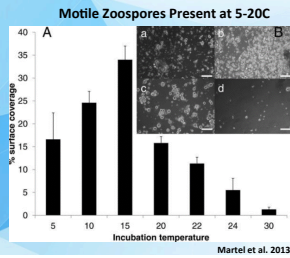 Motile Zoospores Present at 5-20C
A
a
b
B
c
d
% surface coverage
40
35
30
25
20
15
10
5
0
5 10 15 20 22 24 30
Incubation temperature
Martel et al. 2013